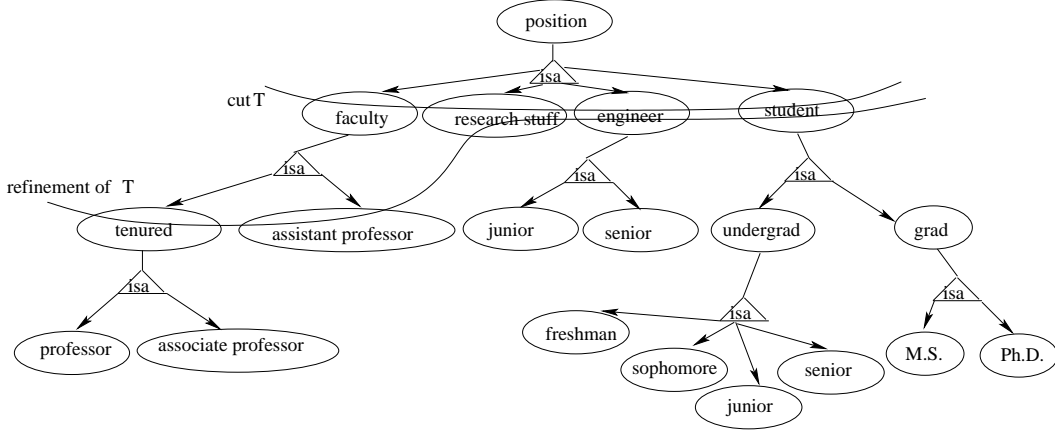 position
isa
cut T
faculty
research stuff
engineer
student
isa
isa
isa
refinement of T
tenured
assistant professor
junior
senior
undergrad
grad
isa
isa
isa
professor
associate professor
freshman
sophomore
junior
senior
M.S.
Ph.D.